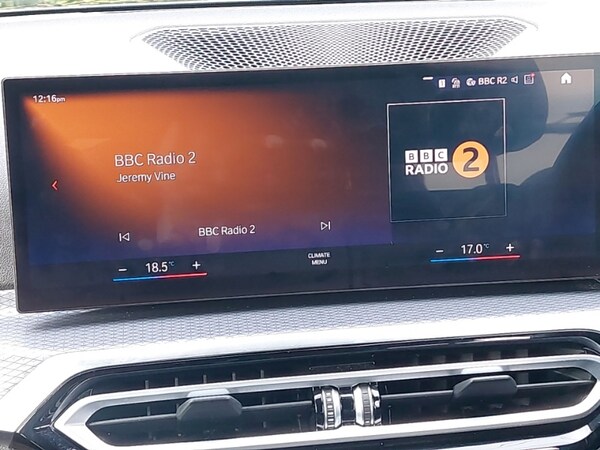 12:16pm
BBC R2
BBC Radio 2
Jeremy Vine
BBC
RADIO 2
BBC Radio 2
18.5°C
CLIMATE
MENU
17.0°C